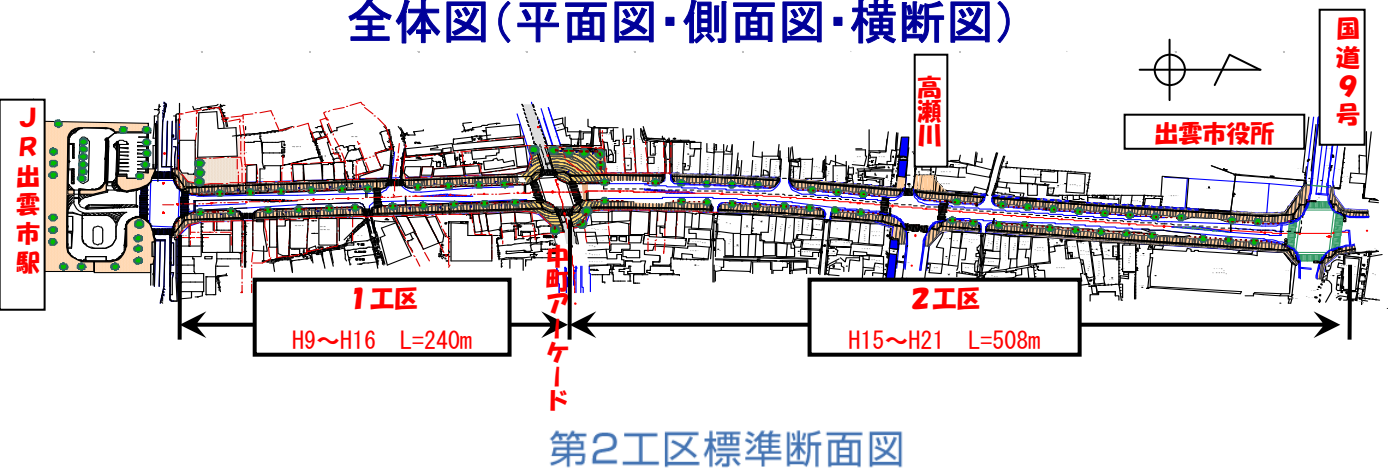 全体図(平面図・側面図・横断図)
国道9号
高瀬川
出雲市役所
JR出雲市駅
中町アーケード
1工区
H9～H16 L=240m
2工区
H15～H21 L=508m
第2工区標準断面図